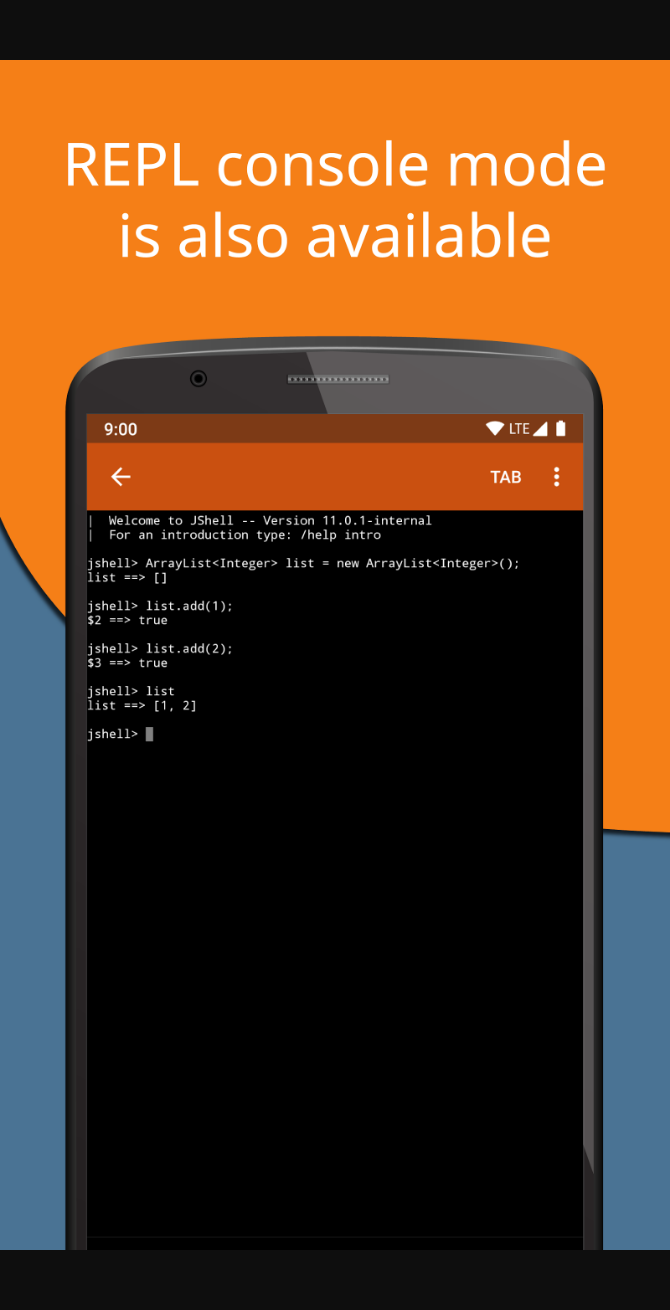 REPL console mode
is also available
9:00 LTE
TAB
|  Welcome to JShell -- Version 11.0.1-internal
|  For an introduction type: /help intro
jshell> ArrayList<Integer> list = new ArrayList<Integer>();
list ==> []
jshell> list.add(1);
$2 ==> true
jshell> list.add(2);
$3 ==> true
jshell> list
list ==> [1, 2]
jshell>